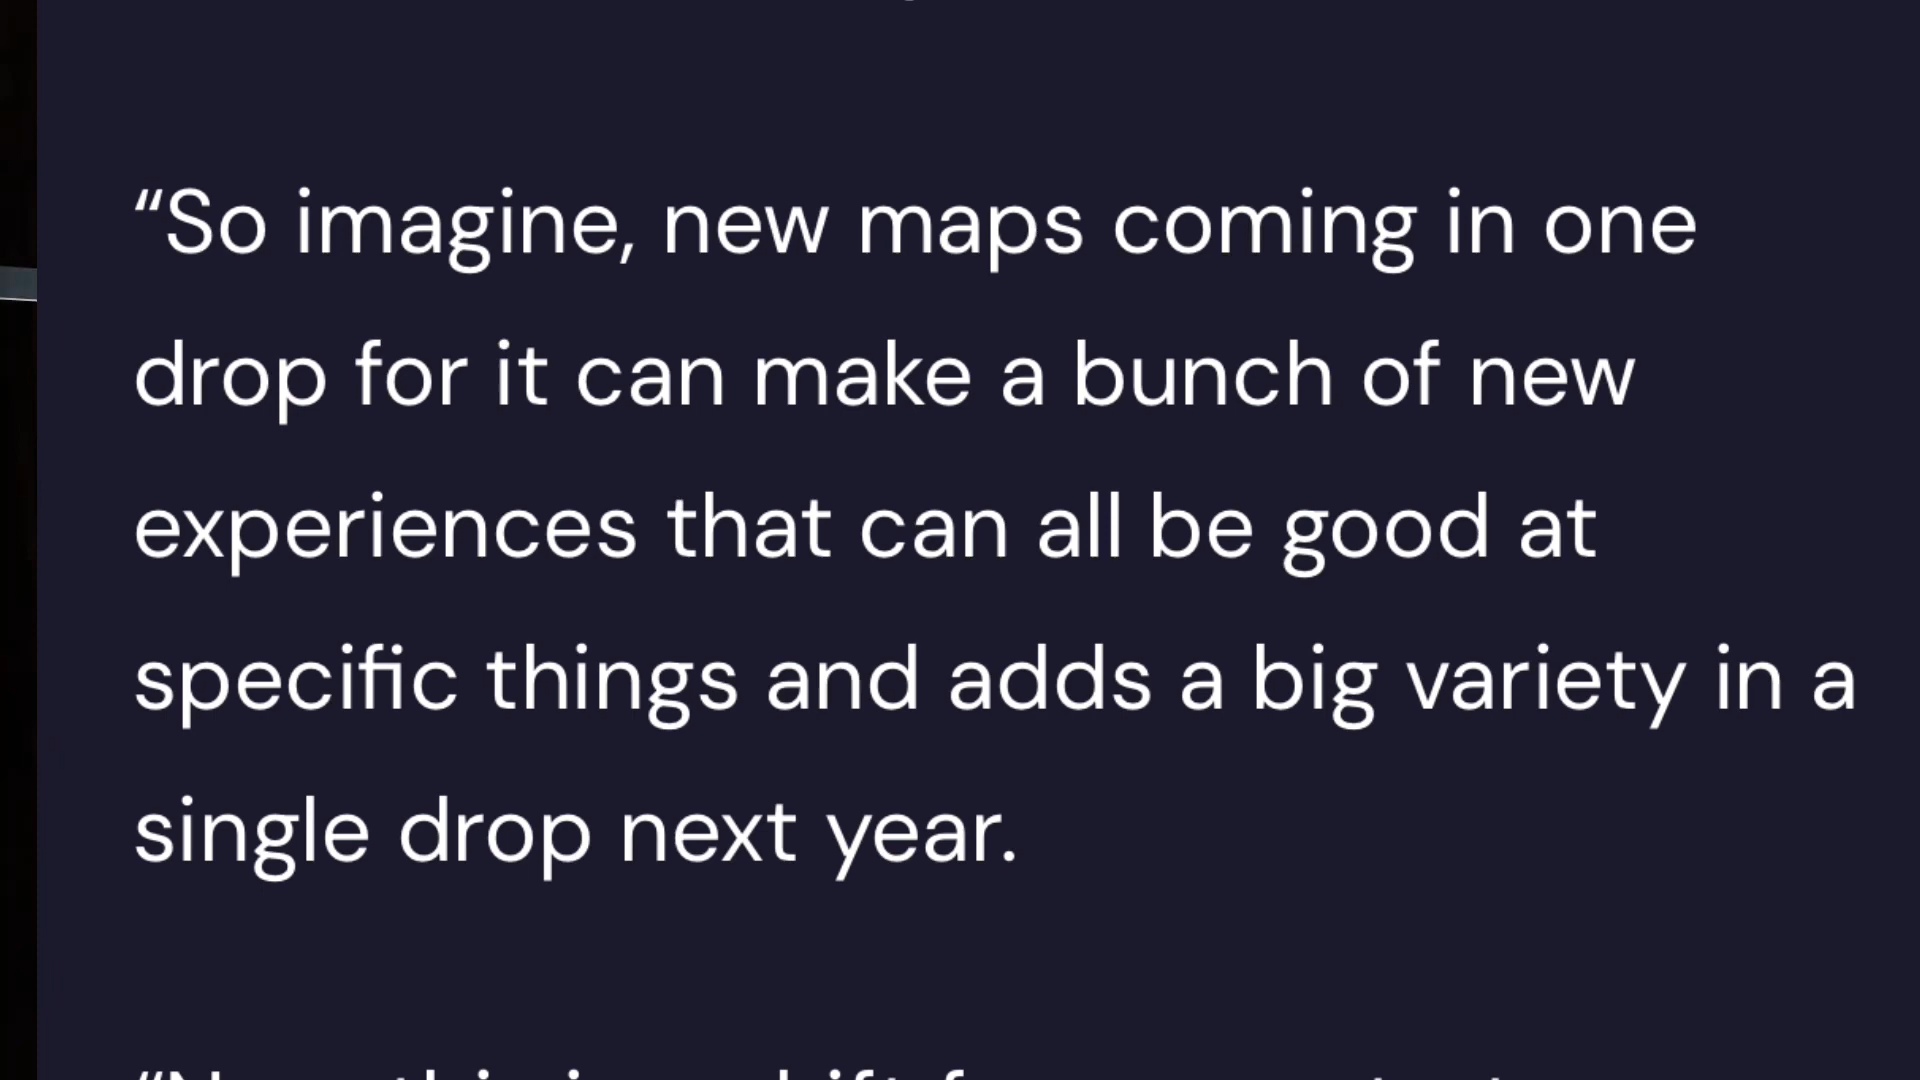 “So imagine, new maps coming in one
drop for it can make a bunch of new
experiences that can all be good at
specific things and adds a big variety in a
single drop next year.